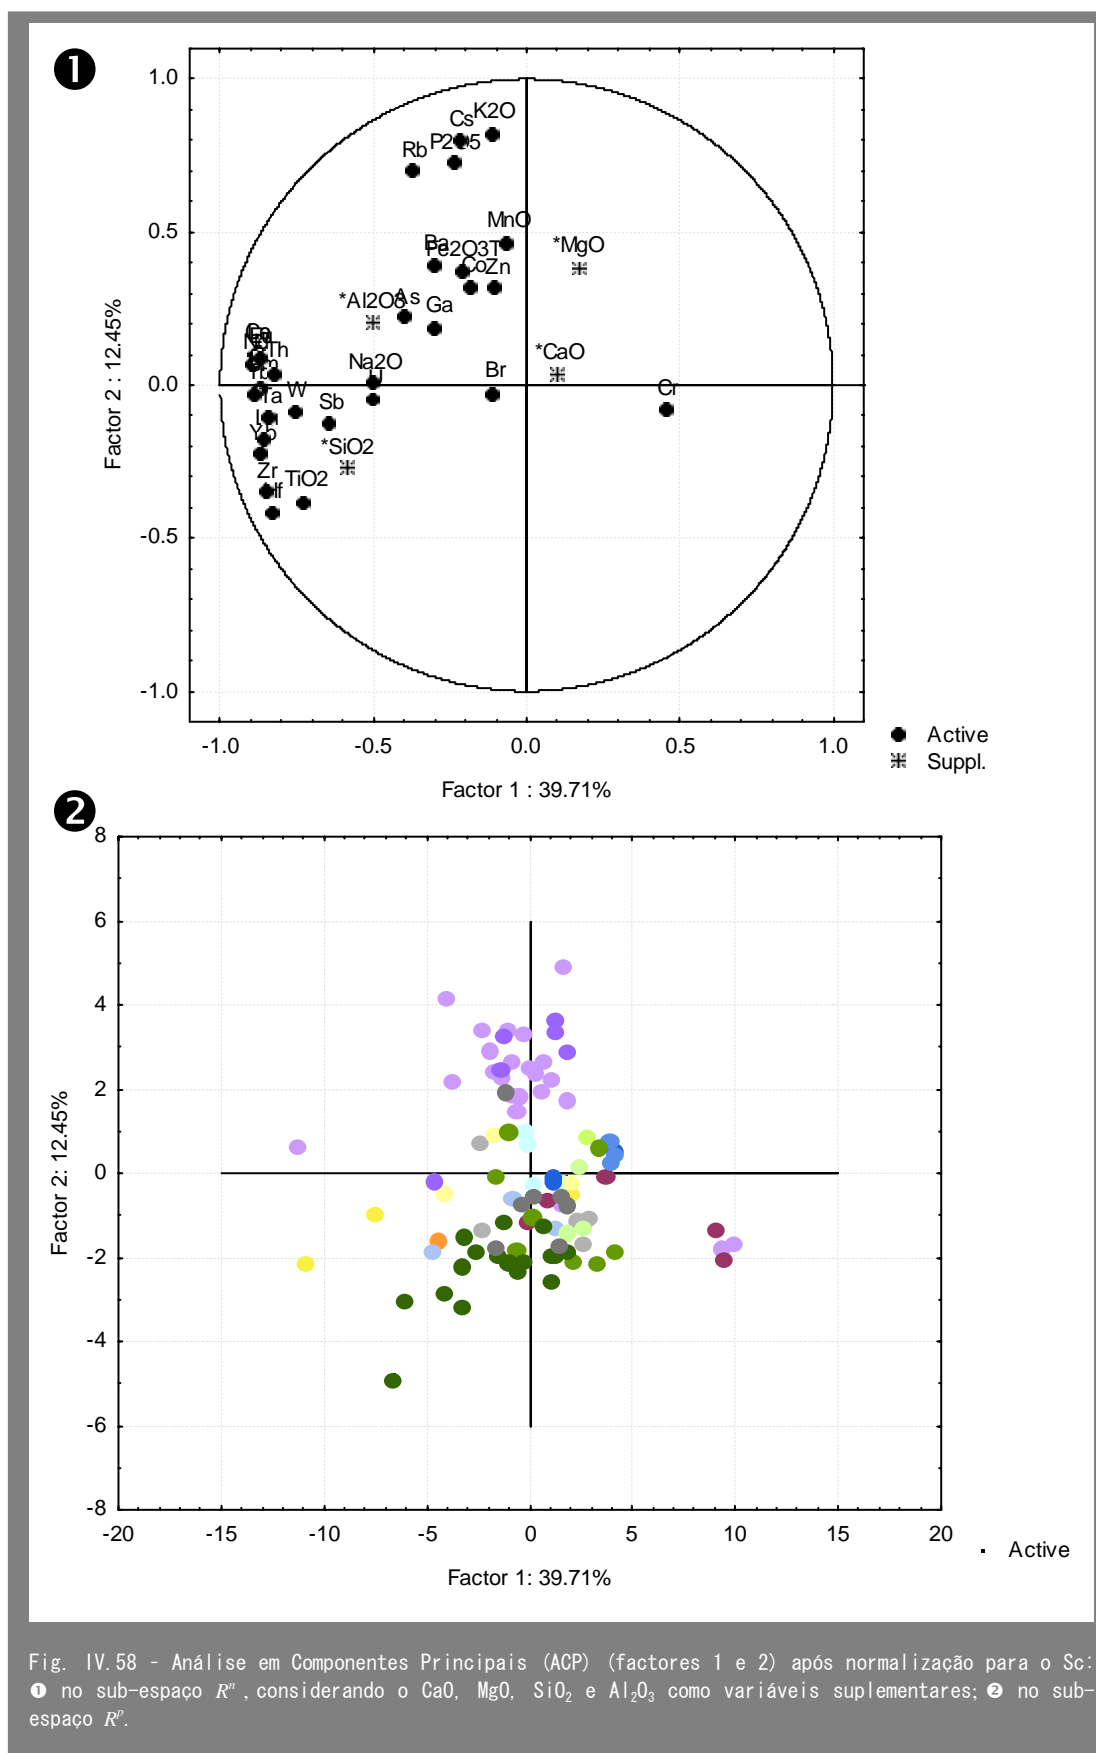 ❶
1.0
0.5
0.0
-0.5
-1.0
Factor 2 : 12.45%
K2O
Cs
Rb
MnO
Ba
Fe2O3T
Co
Zn
*MgO
As
Ga
*CaO
Th
Na2O
U
Br
Cr
W
Sb
Ta
Yb
*SiO2
Zr
TiO2
Hf
-1.0 -0.5 0.0 0.5 1.0
Factor 1 : 39.71%
Active
Suppl.
❷
8
6
4
2
0
-2
-4
-6
-8
Factor 2: 12.45%
-20 -15 -10 -5 0 5 10 15 20
Factor 1: 39.71%
Active
Fig. IV.58 - Análise em Componentes Principais (ACP) (factores 1 e 2) após normalização para o Sc:
❶ no sub-espaço Rⁿ, considerando o CaO, MgO, SiO₂ e Al₂O₃ como variáveis suplementares; ❷ no sub-
espaço Rᵖ.